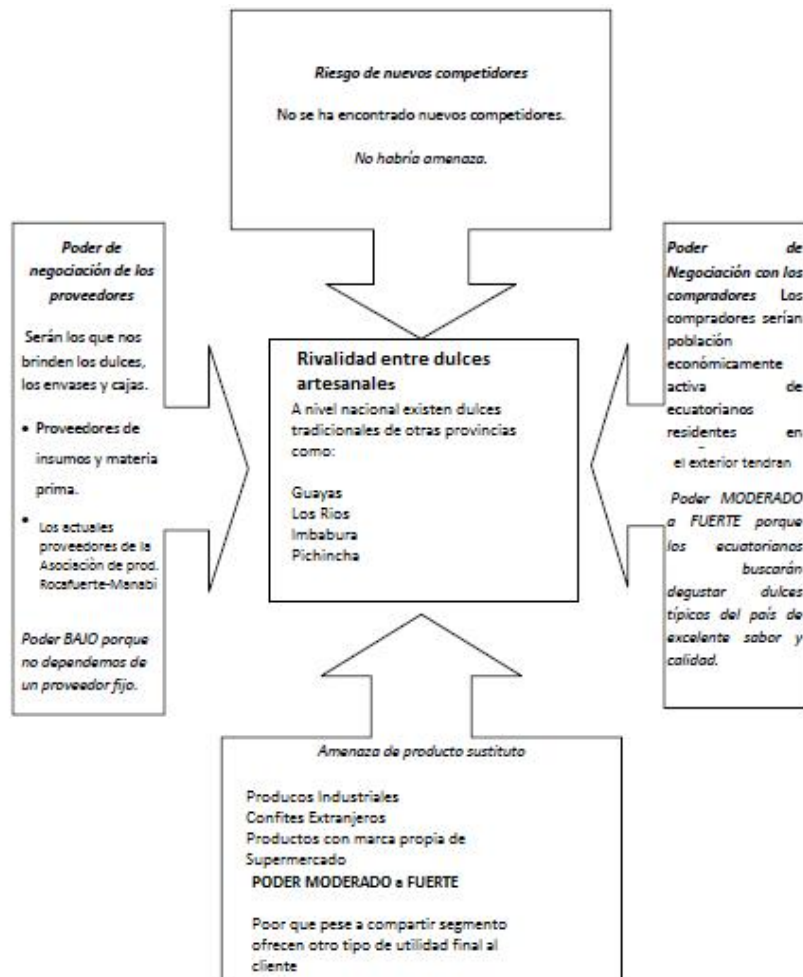 Riesgo de nuevos competidores
No se ha encontrado nuevos competidores.
No habría amenaza.
Poder de
negociación de los
proveedores
Serán los que nos
brinden los dulces,
los envases y cajas.
• Proveedores de
insumos y materia
prima.
• Los actuales
proveedores de la
Asociación de prod.
Rocafuerte-Manabi
Poder BAJO porque
no dependemos de
un proveedor fijo.
Rivalidad entre dulces
artesanales
A nivel nacional existen dulces
tradicionales de otras provincias
como:
Guayas
Los Rios
Imbabura
Pichincha
Poder de
Negociación con los
compradores Los
compradores serían
población
económicamente
activa de
ecuatorianos
residentes en
el exterior tendran
Poder MODERADO
a FUERTE porque
los ecuatorianos
buscarán
degustar dulces
típicos del país de
excelente sabor y
calidad.
Amenaza de producto sustituto
Producos Industriales
Confites Extranjeros
Productos con marca propia de
Supermercado
PODER MODERADO a FUERTE
Poor que pese a compartir segmento
ofrecen otro tipo de utilidad final al
cliente